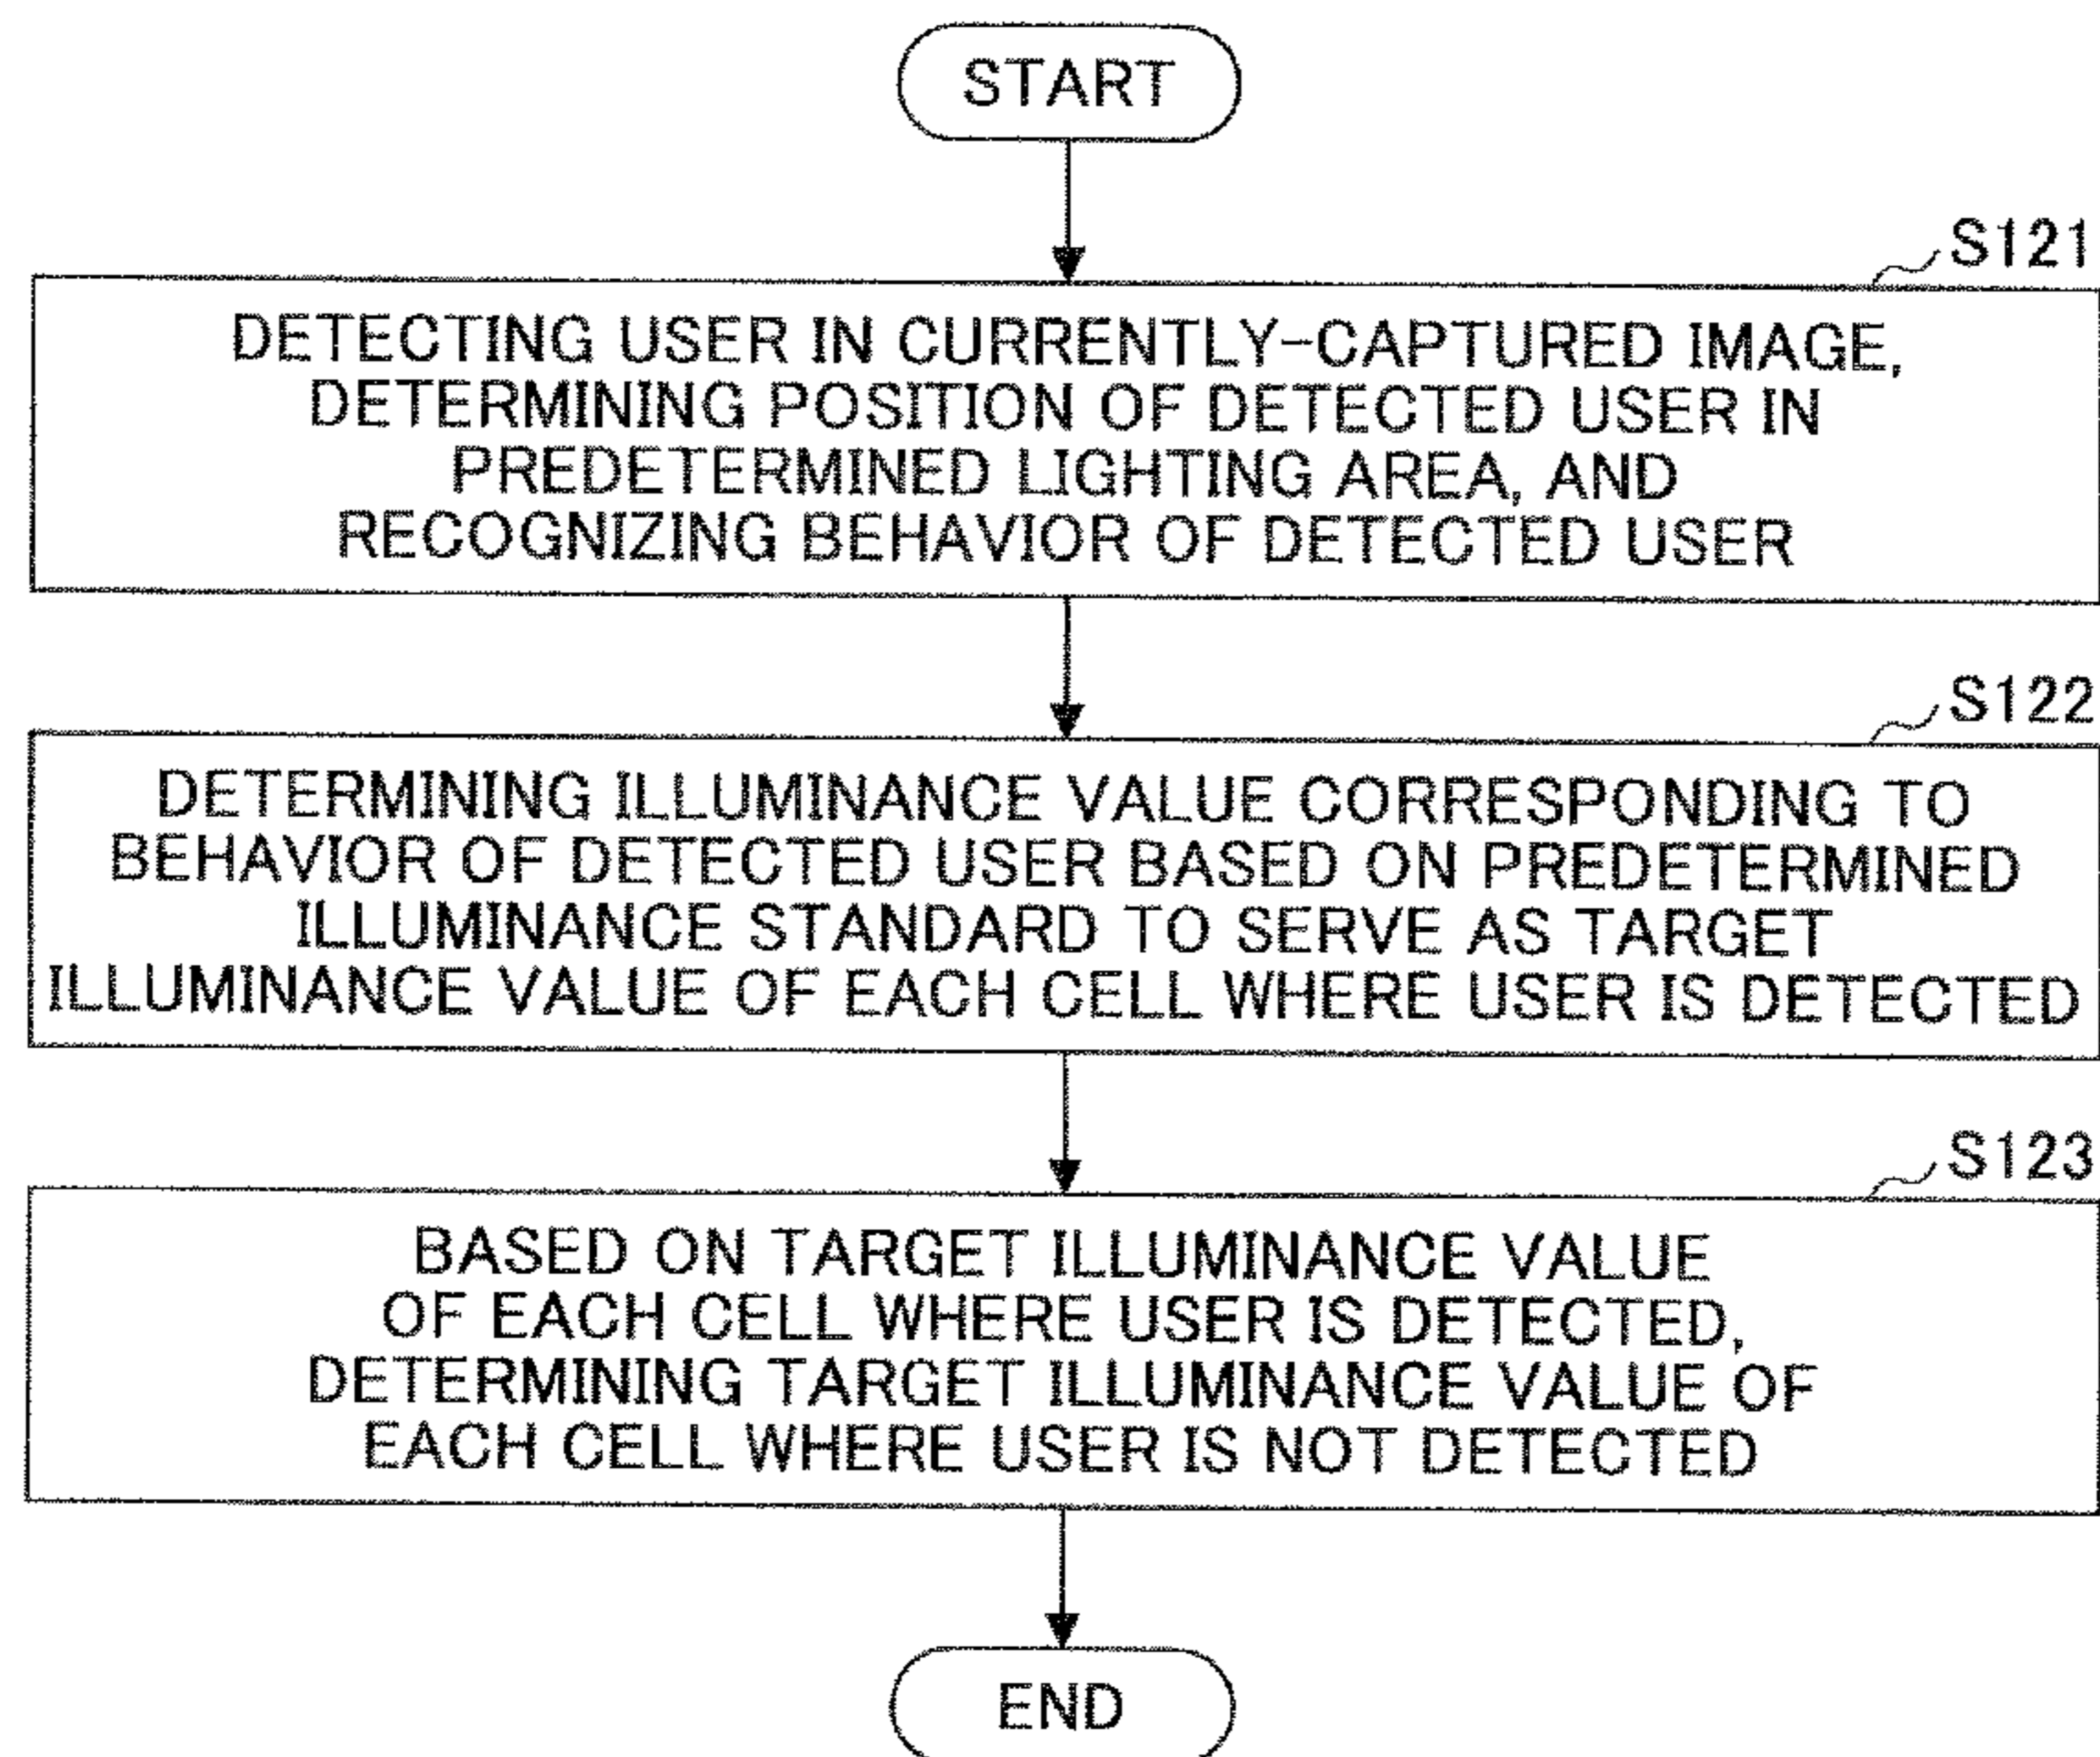 START
S121
DETECTING USER IN CURRENTLY-CAPTURED IMAGE,
DETERMINING POSITION OF DETECTED USER IN
PREDETERMINED LIGHTING AREA, AND
RECOGNIZING BEHAVIOR OF DETECTED USER
S122
DETERMINING ILLUMINANCE VALUE CORRESPONDING TO
BEHAVIOR OF DETECTED USER BASED ON PREDETERMINED
ILLUMINANCE STANDARD TO SERVE AS TARGET
ILLUMINANCE VALUE OF EACH CELL WHERE USER IS DETECTED
S123
BASED ON TARGET ILLUMINANCE VALUE
OF EACH CELL WHERE USER IS DETECTED,
DETERMINING TARGET ILLUMINANCE VALUE OF
EACH CELL WHERE USER IS NOT DETECTED
END